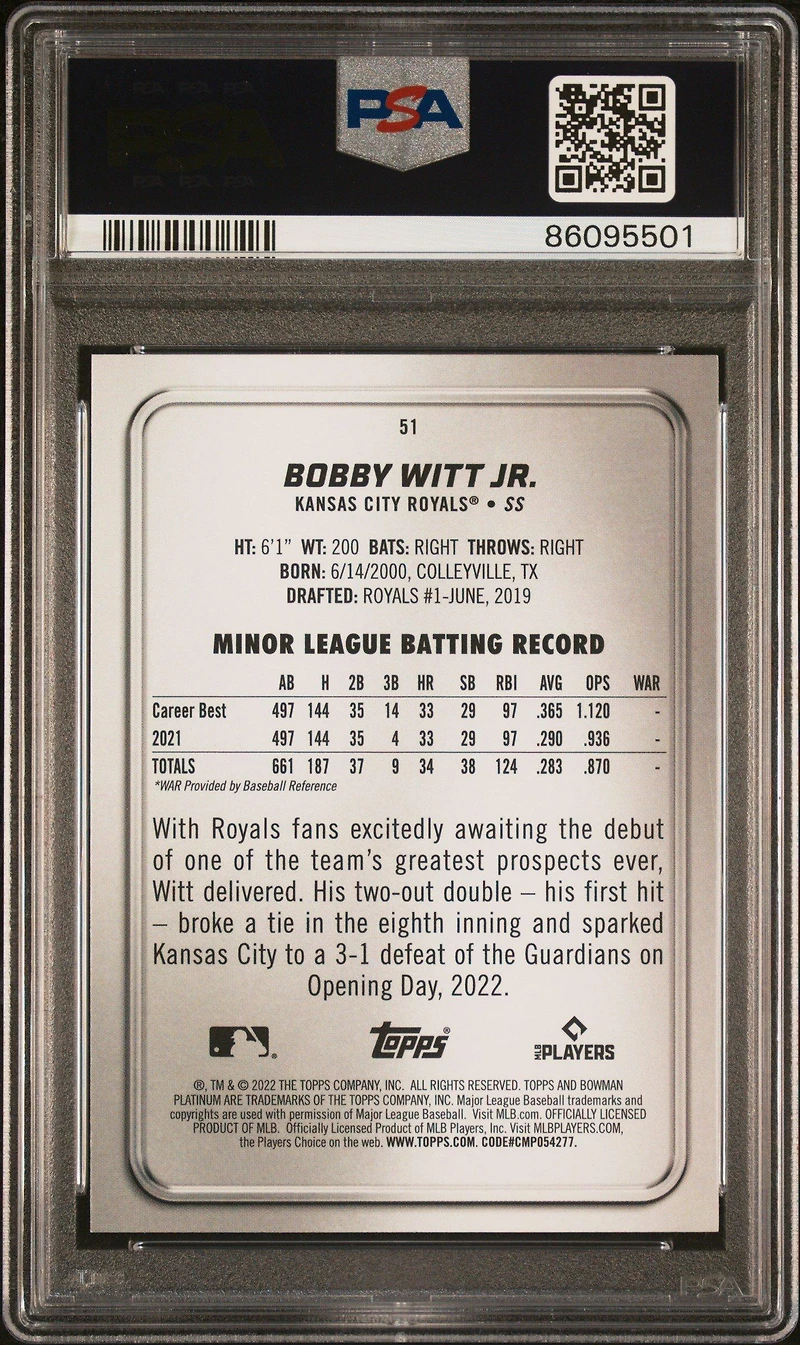 PSA
86095501
51
BOBBY WITT JR.
KANSAS CITY ROYALS® • SS
HT: 6'1" WT: 200 BATS: RIGHT THROWS: RIGHT
BORN: 6/14/2000, COLLEYVILLE, TX
DRAFTED: ROYALS #1-JUNE, 2019
MINOR LEAGUE BATTING RECORD
AB H 2B 3B HR SB RBI AVG OPS WAR
Career Best 497 144 35 14 33 29 97 .365 1.120 -
2021 497 144 35 4 33 29 97 .290 .936 -
TOTALS 661 187 37 9 34 38 124 .283 .870 -
*WAR Provided by Baseball Reference
With Royals fans excitedly awaiting the debut
of one of the team's greatest prospects ever,
Witt delivered. His two-out double – his first hit
– broke a tie in the eighth inning and sparked
Kansas City to a 3-1 defeat of the Guardians on
Opening Day, 2022.
Topps® MLB PLAYERS
®, TM & © 2022 THE TOPPS COMPANY, INC. ALL RIGHTS RESERVED. TOPPS AND BOWMAN
PLATINUM ARE TRADEMARKS OF THE TOPPS COMPANY, INC. Major League Baseball trademarks and
copyrights are used with permission of Major League Baseball. Visit MLB.com. OFFICIALLY LICENSED
PRODUCT OF MLB. Officially Licensed Product of MLB Players, Inc. Visit MLBPLAYERS.COM,
the Players Choice on the web. WWW.TOPPS.COM. CODE#CMP054277.
PSA